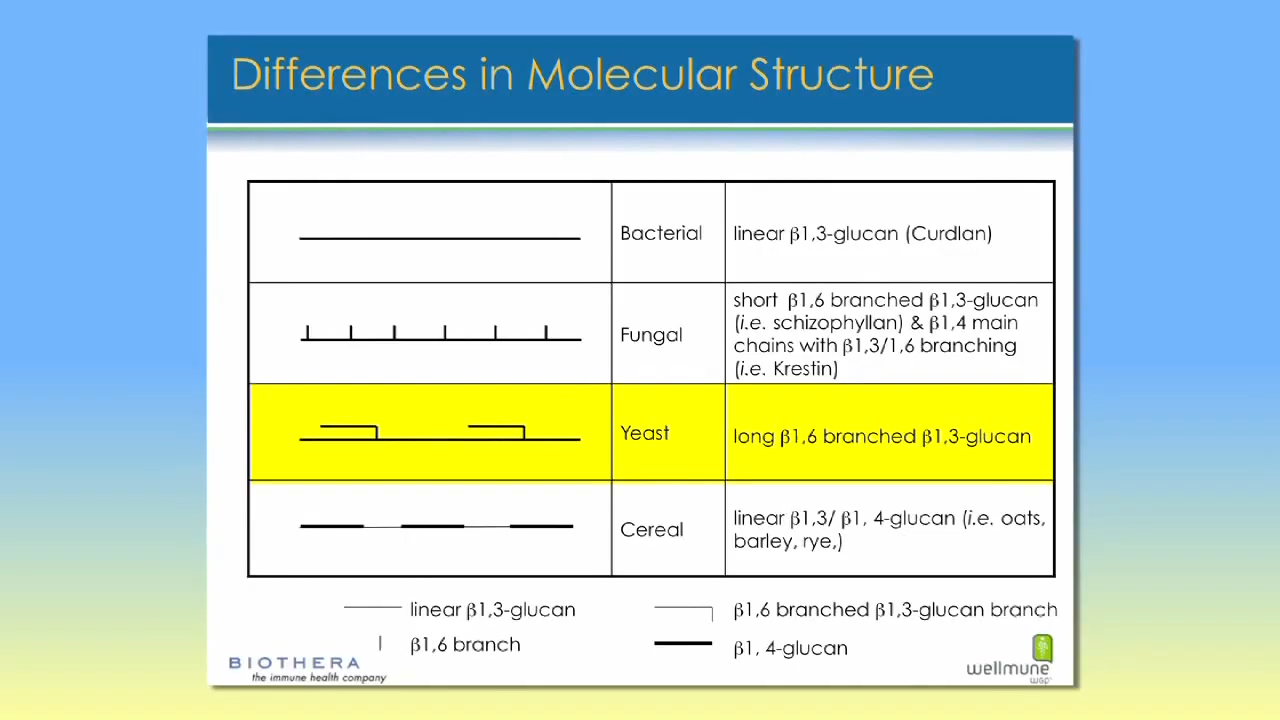 Differences in Molecular Structure
Bacterial
linear β1,3-glucan (Curdlan)
Fungal
short β1,6 branched β1,3-glucan
(i.e. schizophyllan) & β1,4 main
chains with β1,3/1,6 branching
(i.e. Krestin)
Yeast
long β1,6 branched β1,3-glucan
Cereal
linear β1,3/ β1, 4-glucan (i.e. oats,
barley, rye,)
linear β1,3-glucan
β1,6 branched β1,3-glucan branch
β1,6 branch
β1, 4-glucan
BIOTHERA
the immune health company
wellmune
WGP